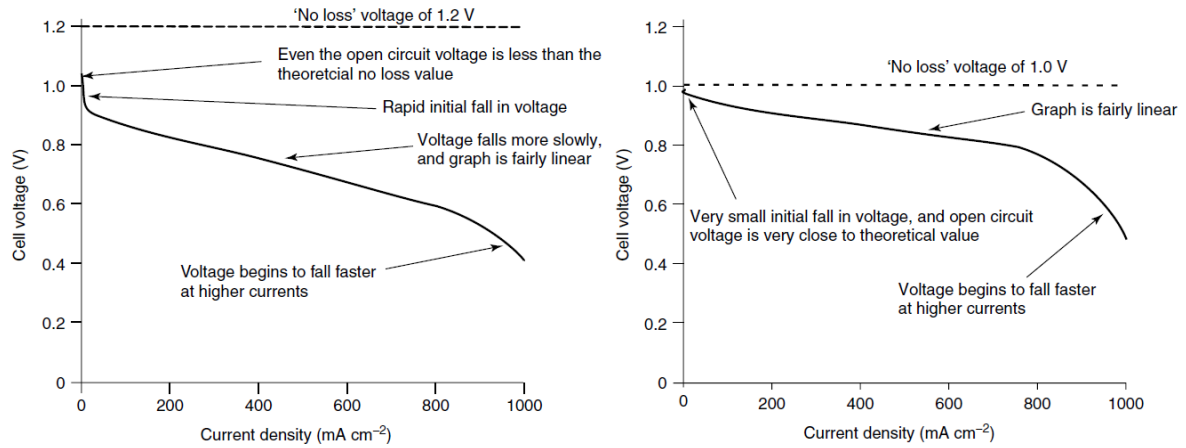 'No loss' voltage of 1.2 V
1.2
Even the open circuit voltage is less than the
theoretcial no loss value
1.0
Rapid initial fall in voltage
Voltage falls more slowly,
and graph is fairly linear
0.8
Cell voltage (V)
0.6
0.4
Voltage begins to fall faster
at higher currents
0.2
0
0 200 400 600 800 1000
Current density (mA cm⁻²)
1.2
'No loss' voltage of 1.0 V
1.0
Graph is fairly linear
0.8
Cell voltage (V)
0.6
Very small initial fall in voltage, and open circuit
voltage is very close to theoretical value
0.4
Voltage begins to fall faster
at higher currents
0.2
0
0 200 400 600 800 1000
Current density (mA cm⁻²)